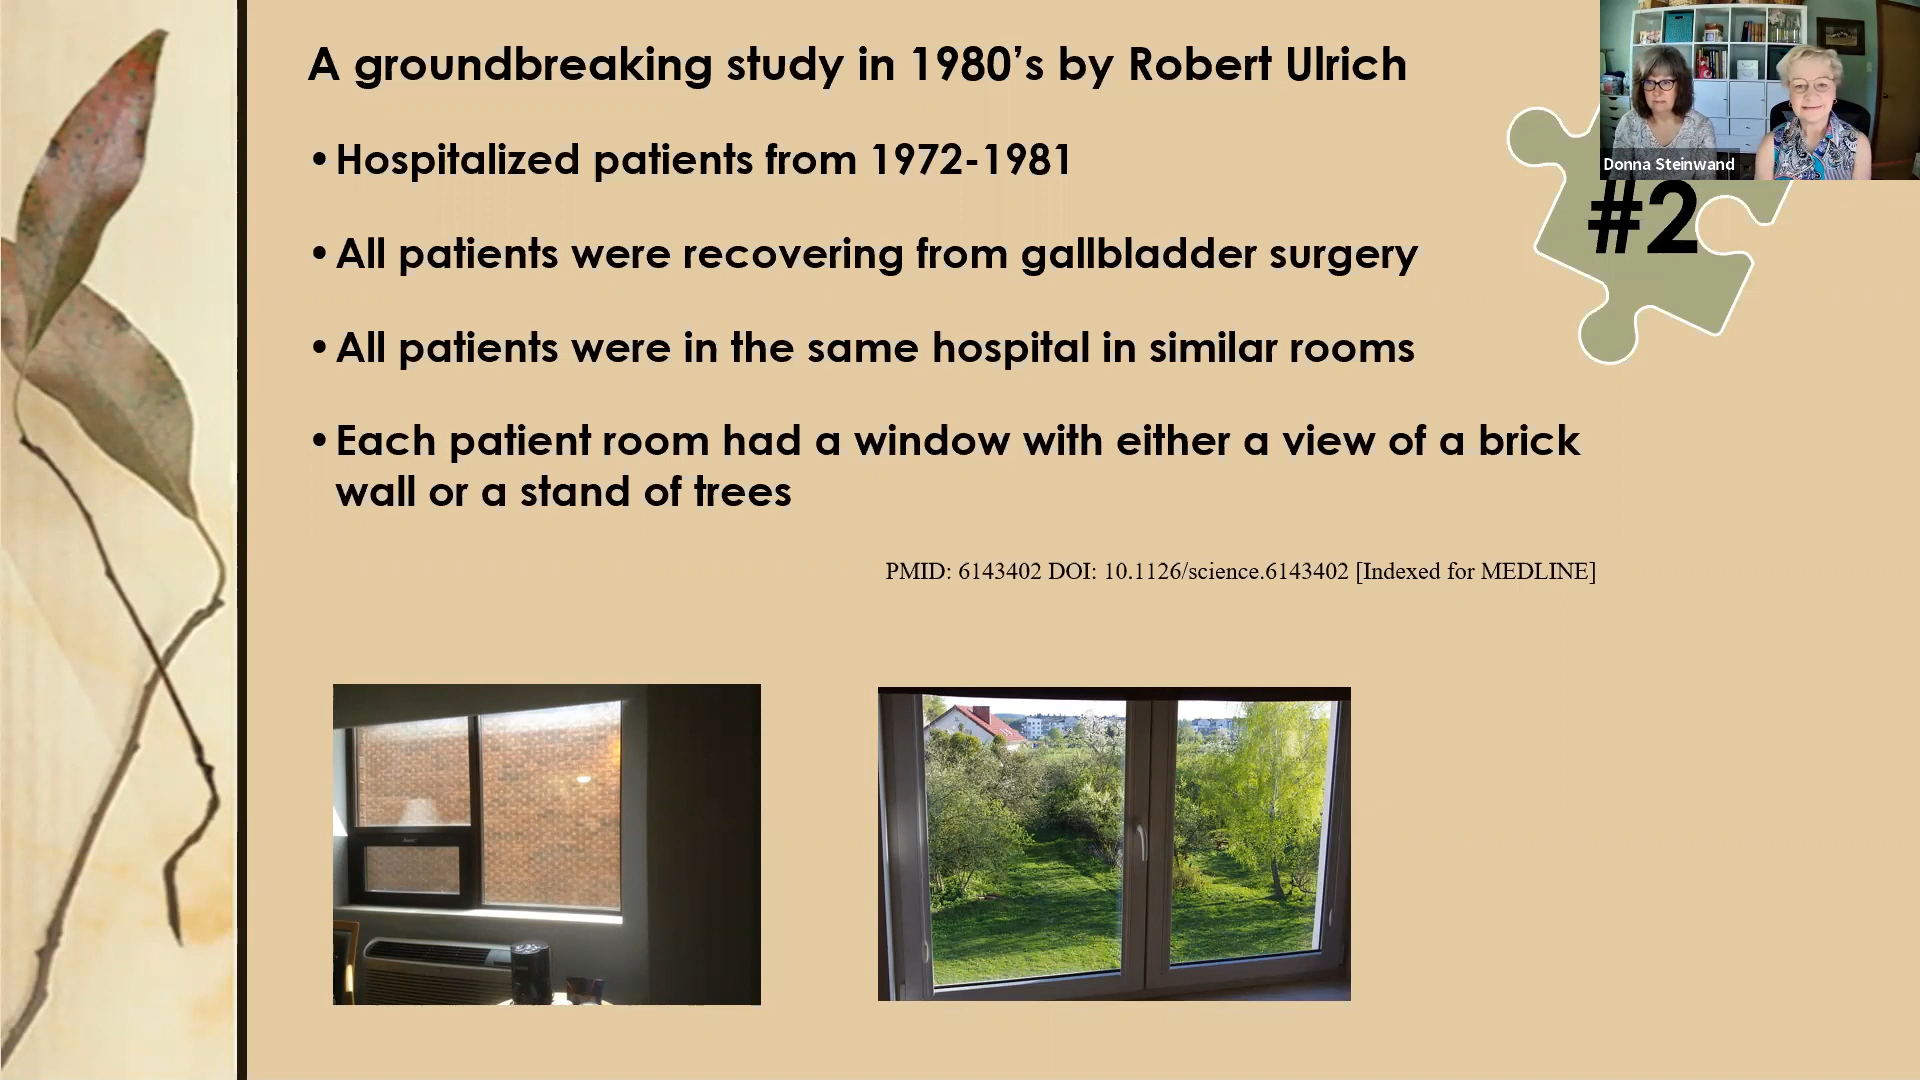 A groundbreaking study in 1980’s by Robert Ulrich
•Hospitalized patients from 1972-1981
•All patients were recovering from gallbladder surgery
•All patients were in the same hospital in similar rooms
•Each patient room had a window with either a view of a brick
wall or a stand of trees
PMID: 6143402 DOI: 10.1126/science.6143402 [Indexed for MEDLINE]
Donna Steinwand
#2